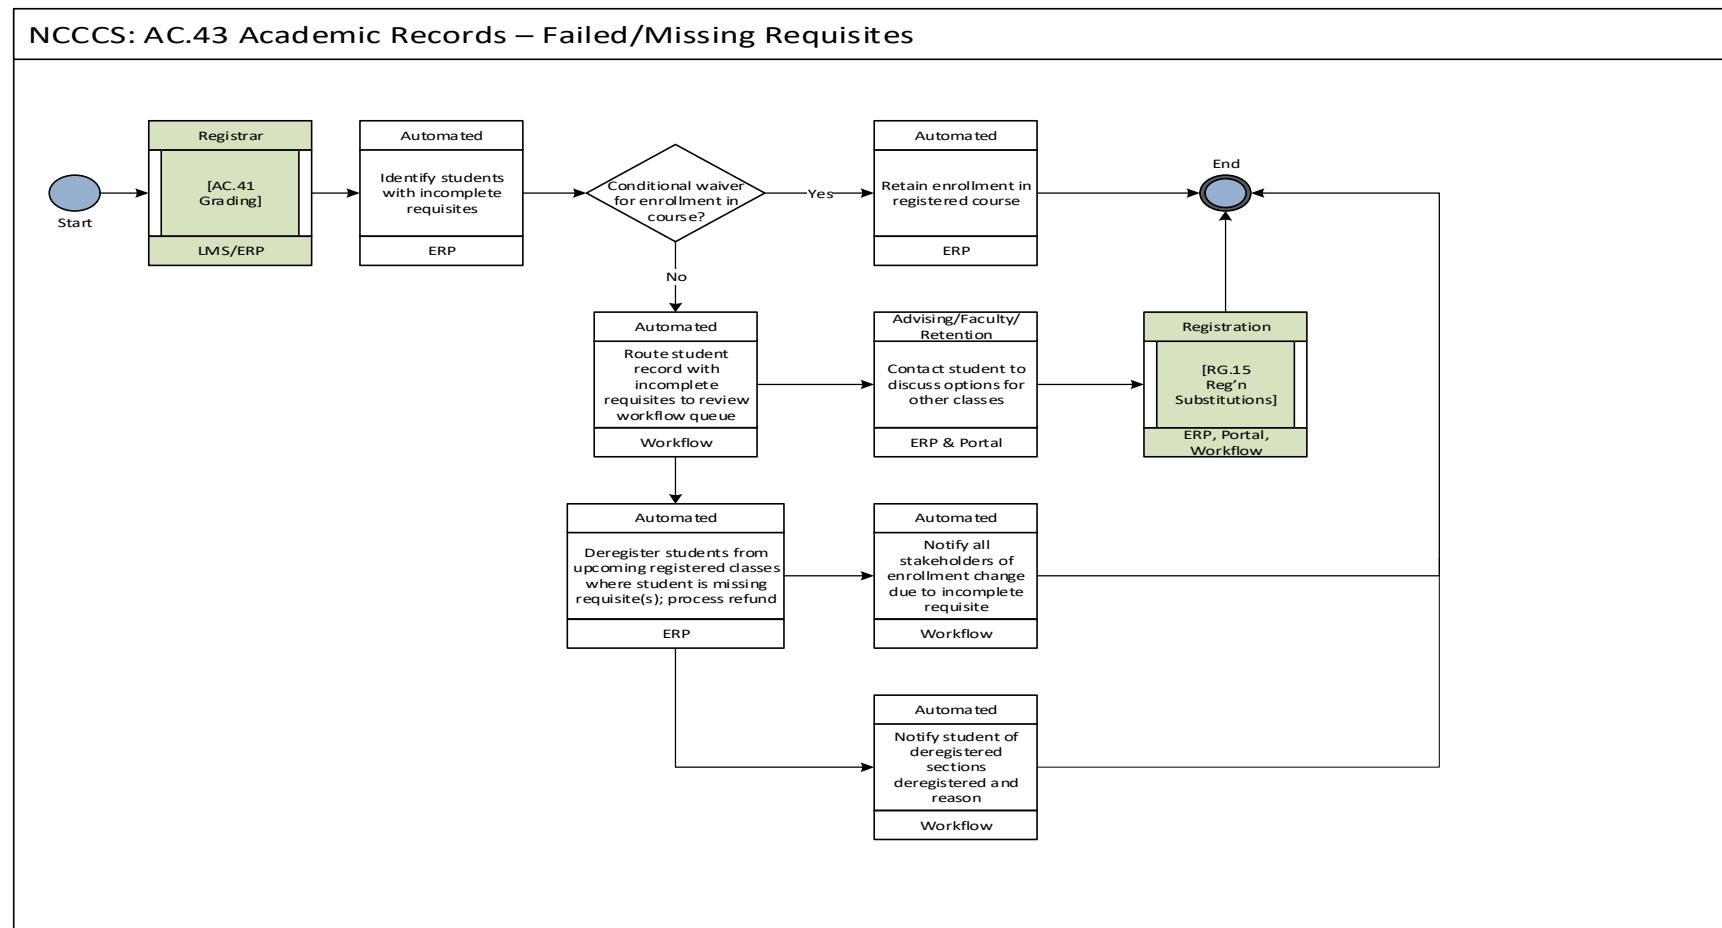 NCCCS: AC.43 Academic Records – Failed/Missing Requisites
Start
Registrar
[AC.41
Grading]
LMS/ERP
Automated
Identify students
with incomplete
requisites
ERP
Conditional waiver
for enrollment in
course?
Yes
No
Automated
Retain enrollment in
registered course
ERP
End
Automated
Route student
record with
incomplete
requisites to review
workflow queue
Workflow
Advising/Faculty/
Retention
Contact student to
discuss options for
other classes
ERP & Portal
Registration
[RG.15
Reg’n
Substitutions]
ERP, Portal,
Workflow
Automated
Deregister students from
upcoming registered classes
where student is missing
requisite(s); process refund
ERP
Automated
Notify all
stakeholders of
enrollment change
due to incomplete
requisite
Workflow
Automated
Notify student of
deregistered
sections
deregistered and
reason
Workflow